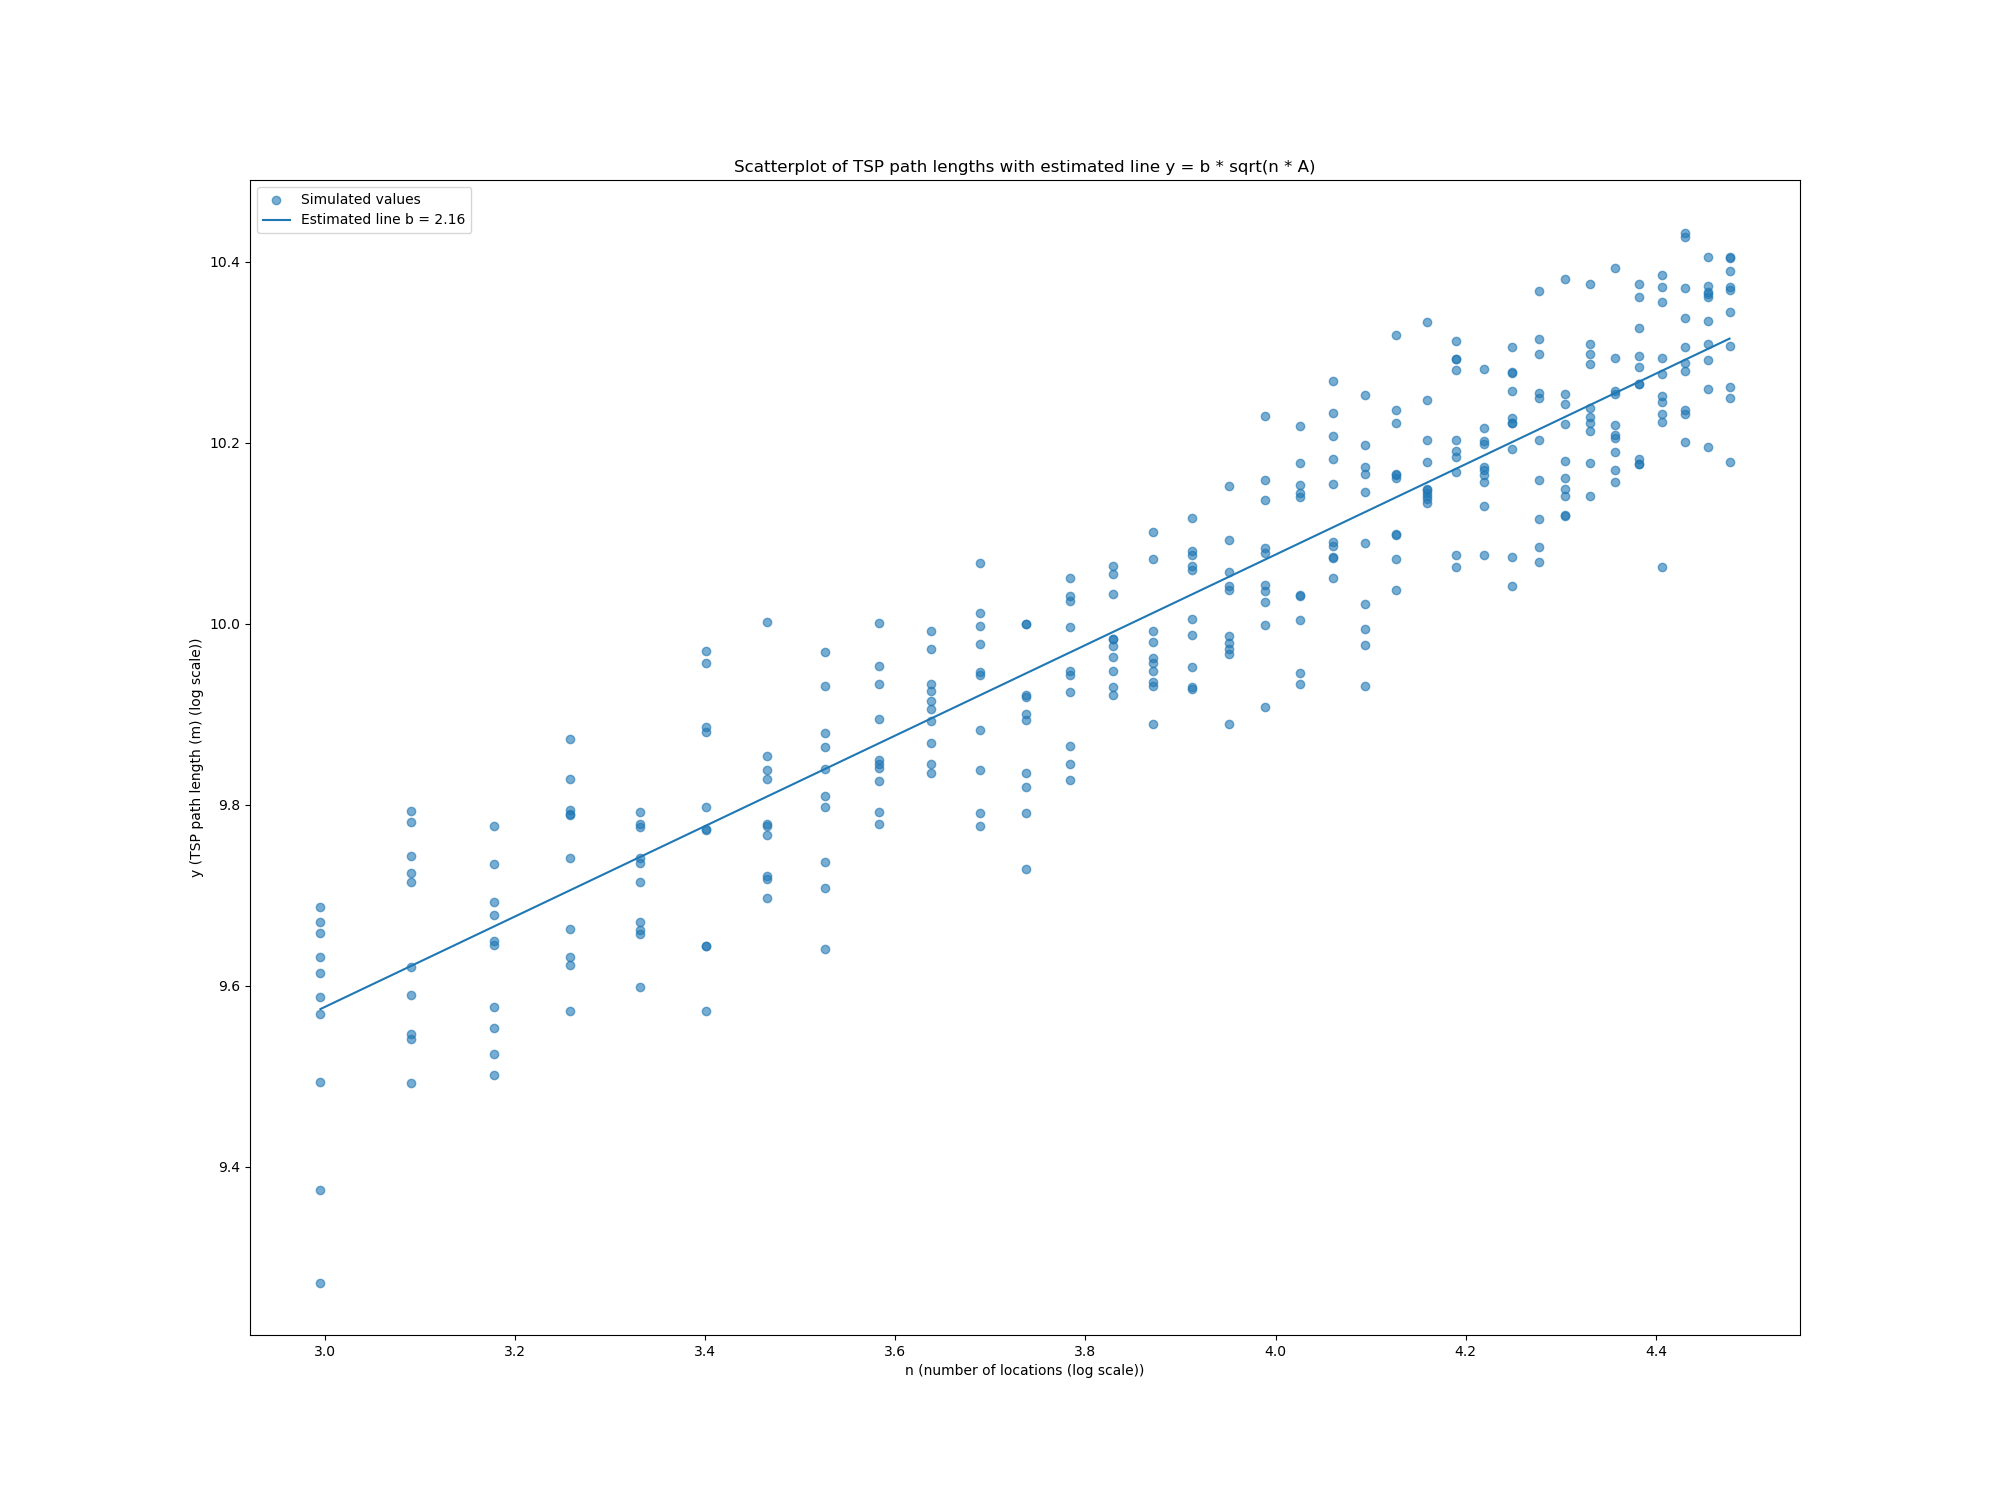 Scatterplot of TSP path lengths with estimated line y = b * sqrt(n * A)
Simulated values
Estimated line b = 2.16
y (TSP path length (m) (log scale))
10.4
10.2
10.0
9.8
9.6
9.4
3.0 3.2 3.4 3.6 3.8 4.0 4.2 4.4
n (number of locations (log scale))